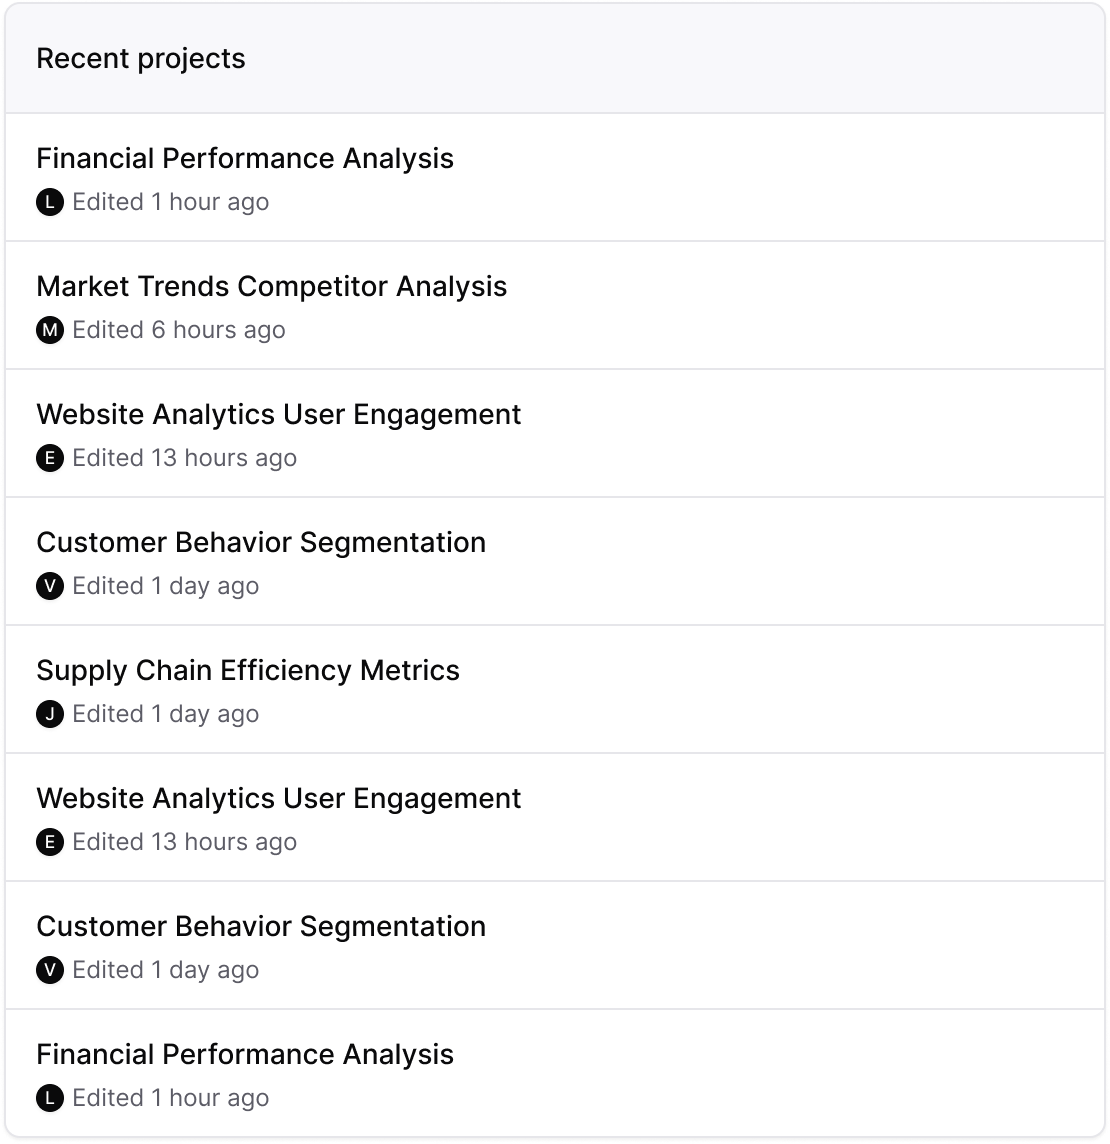 Recent projects
Financial Performance Analysis
L Edited 1 hour ago
Market Trends Competitor Analysis
M Edited 6 hours ago
Website Analytics User Engagement
E Edited 13 hours ago
Customer Behavior Segmentation
V Edited 1 day ago
Supply Chain Efficiency Metrics
J Edited 1 day ago
Website Analytics User Engagement
E Edited 13 hours ago
Customer Behavior Segmentation
V Edited 1 day ago
Financial Performance Analysis
L Edited 1 hour ago